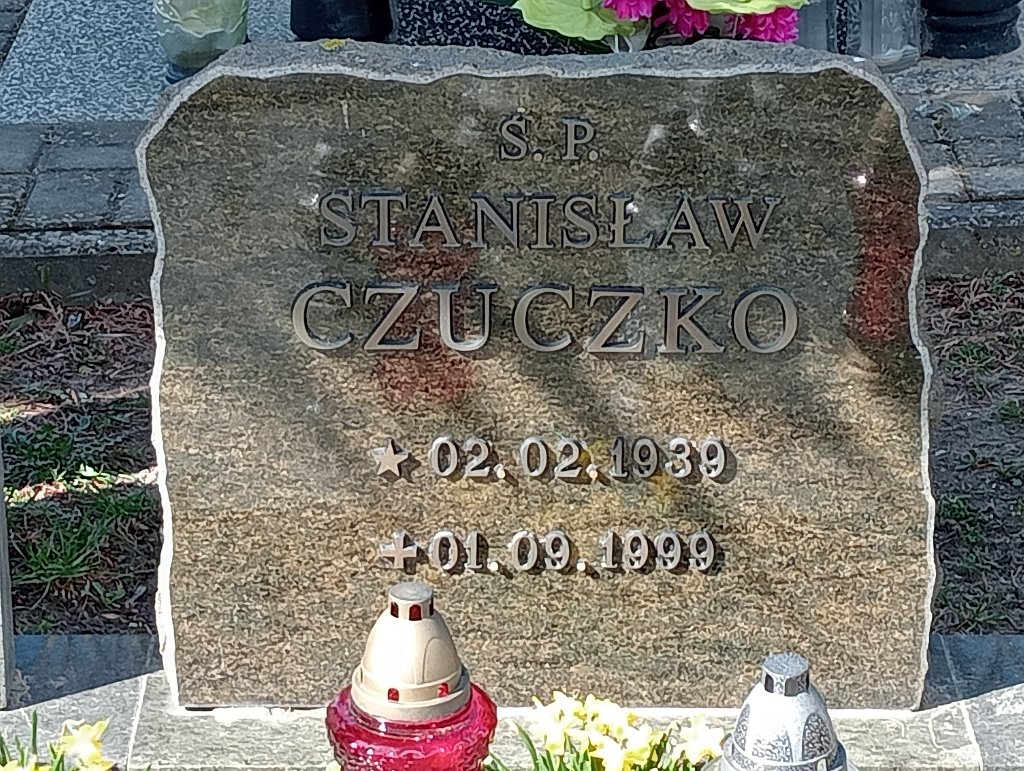 Ś. P.
STANISŁAW
CZUCZKO
★ 02.02.1939
✝ 01.09.1999